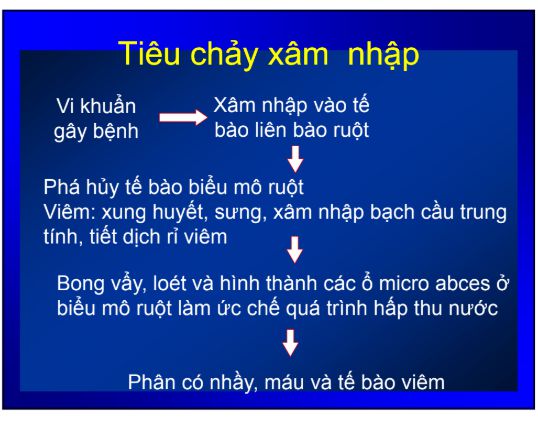 Tiêu chảy xâm nhập
Vi khuẩn
gây bệnh
Xâm nhập vào tế
bào liên bào ruột
Phá hủy tế bào biểu mô ruột
Viêm: xung huyết, sưng, xâm nhập bạch cầu trung
tính, tiết dịch rỉ viêm
Bong vẩy, loét và hình thành các ổ micro abces ở
biểu mô ruột làm ức chế quá trình hấp thu nước
Phân có nhầy, máu và tế bào viêm